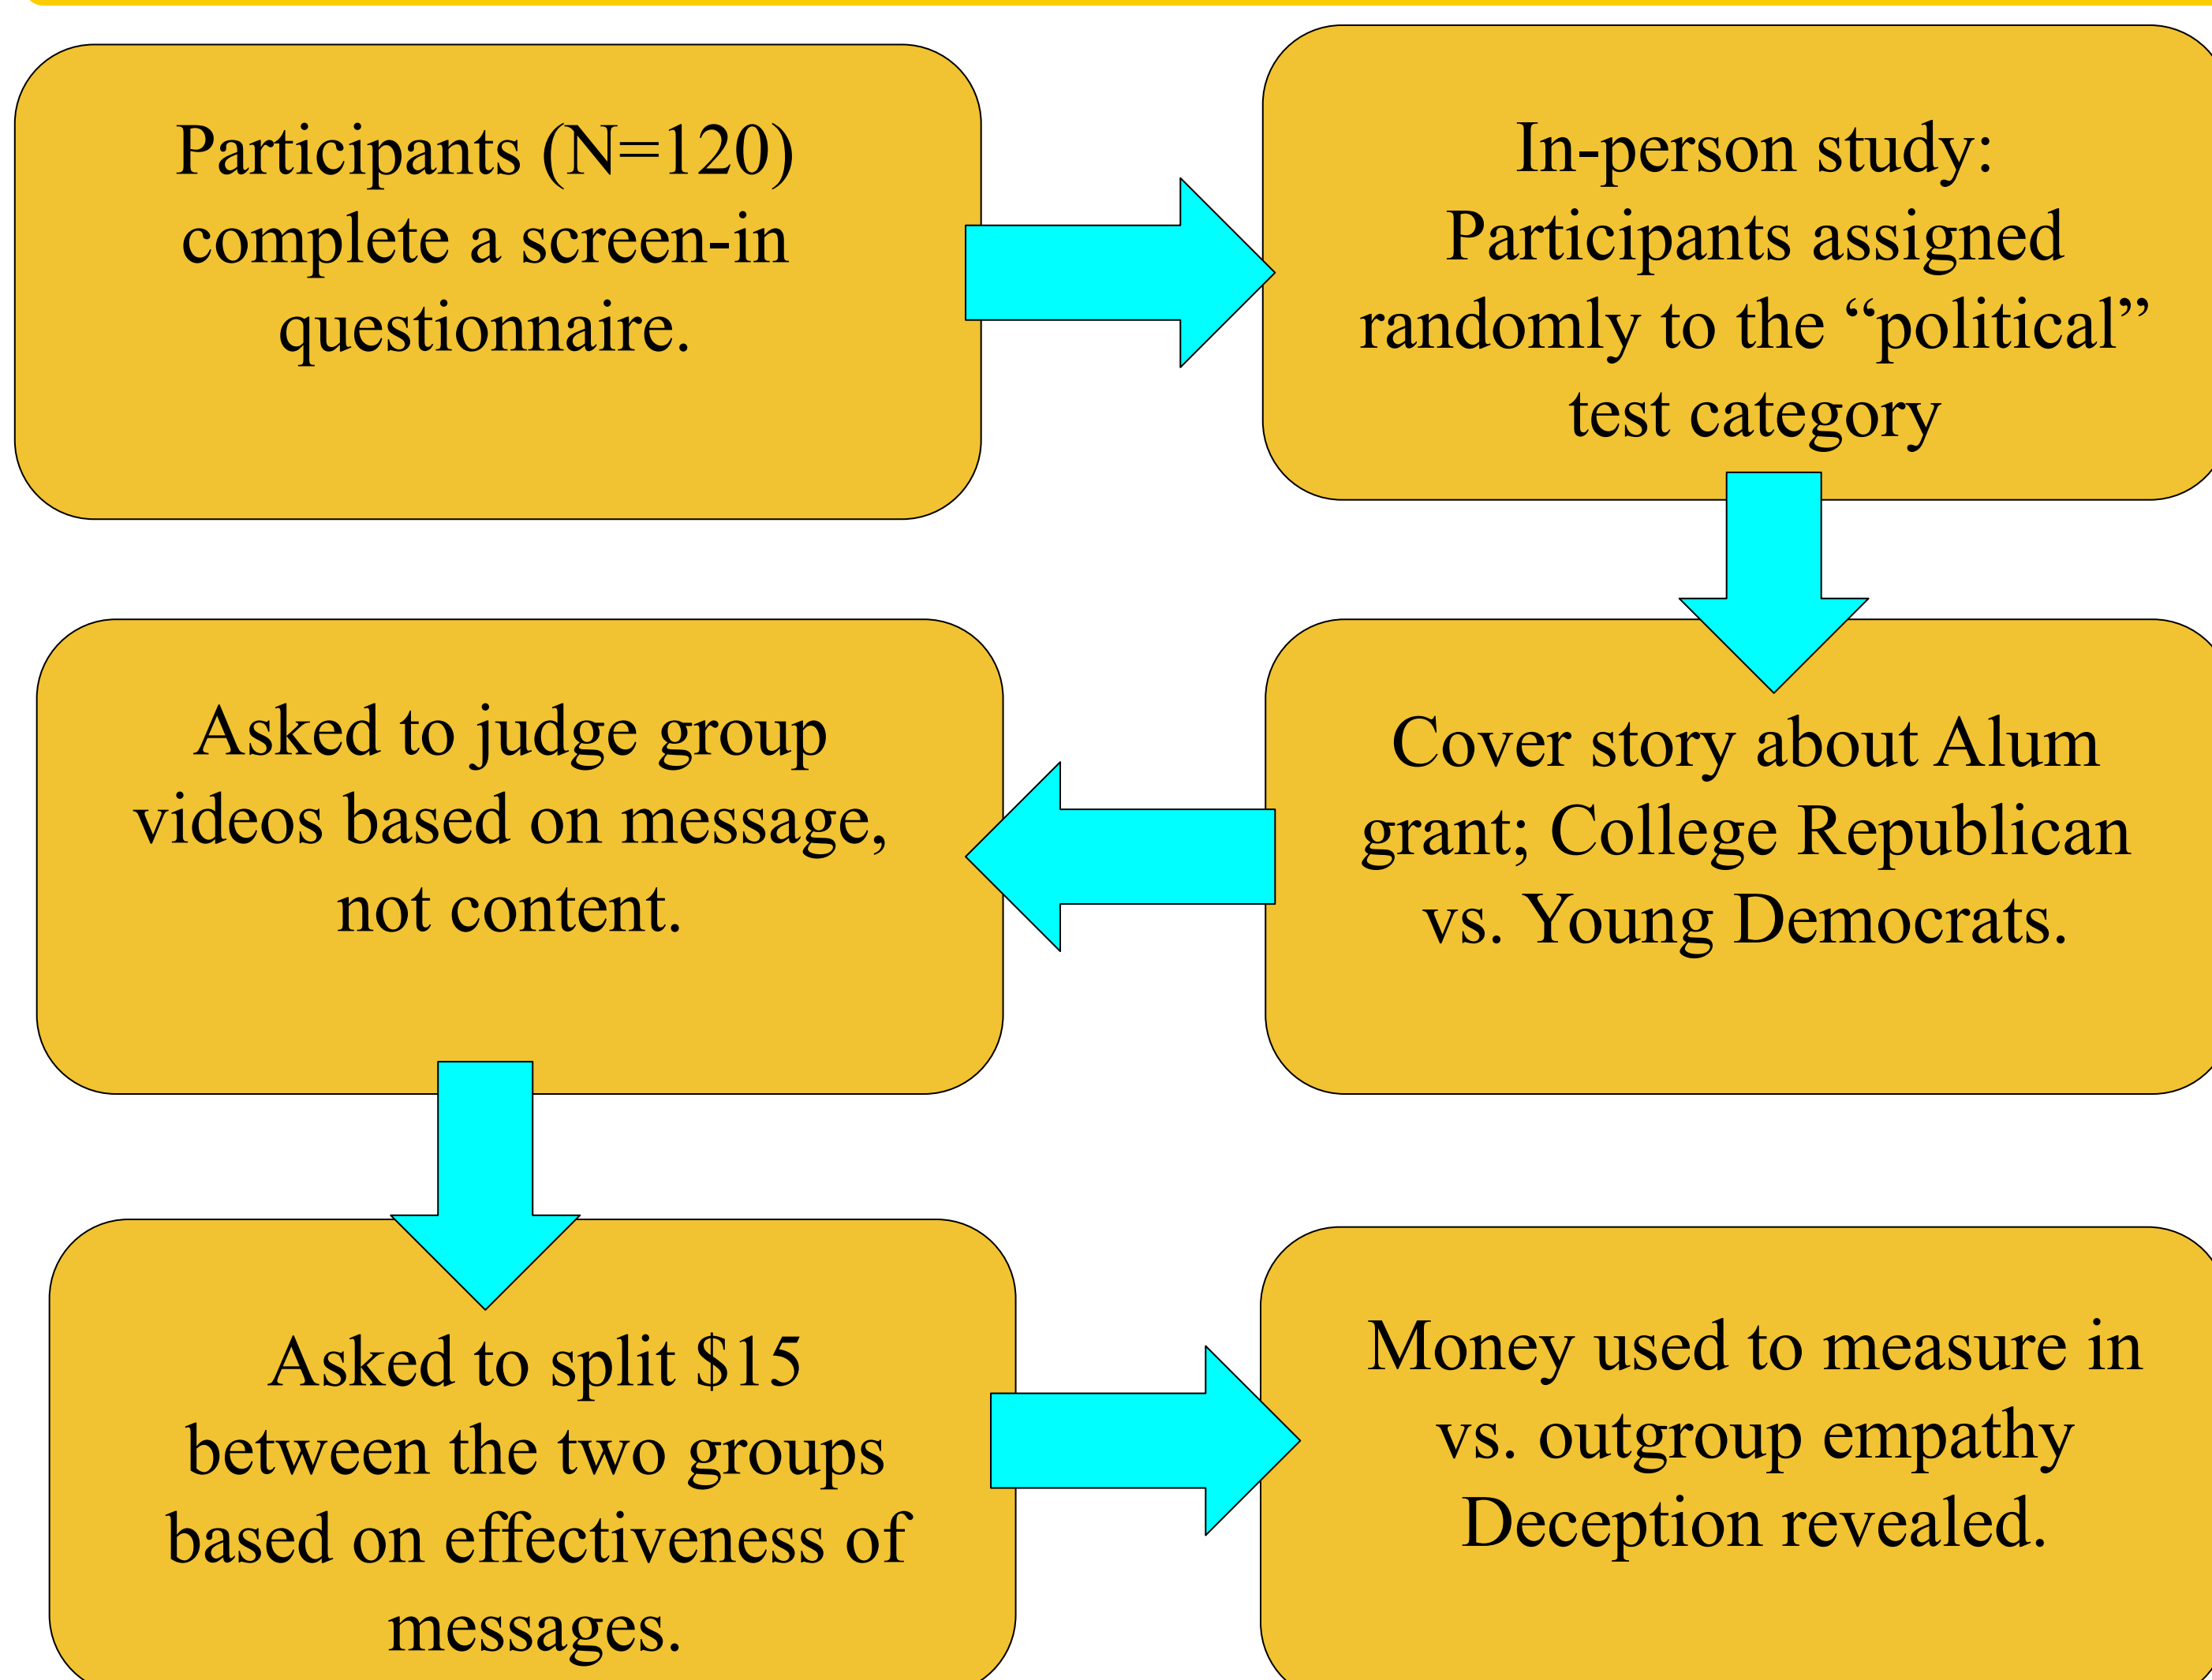 Participants (N=120)
complete a screen-in
questionnaire.
In-person study:
Participants assigned
randomly to the “political”
test category
Cover story about Alum
grant; College Republican
vs. Young Democrats.
Asked to judge group
videos based on message,
not content.
Asked to split $15
between the two groups
based on effectiveness of
messages.
Money used to measure in
vs. outgroup empathy
Deception revealed.